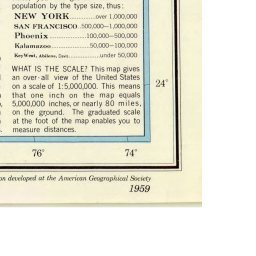 population by the type size, thus:
NEW YORK..............over 1,000,000
SAN FRANCISCO..500,000—1,000,000
Phoenix..................100,000—500,000
Kalamazoo..................50,000—100,000
Key West, Abilene, Dover..............under 50,000
WHAT IS THE SCALE? This map gives
an over-all view of the United States
on a scale of 1:5,000,000. This means
that one inch on the map equals
5,000,000 inches, or nearly 80 miles,
on the ground. The graduated scale
at the foot of the map enables you to
measure distances.
24°
76° 74°
on developed at the American Geographical Society
1959